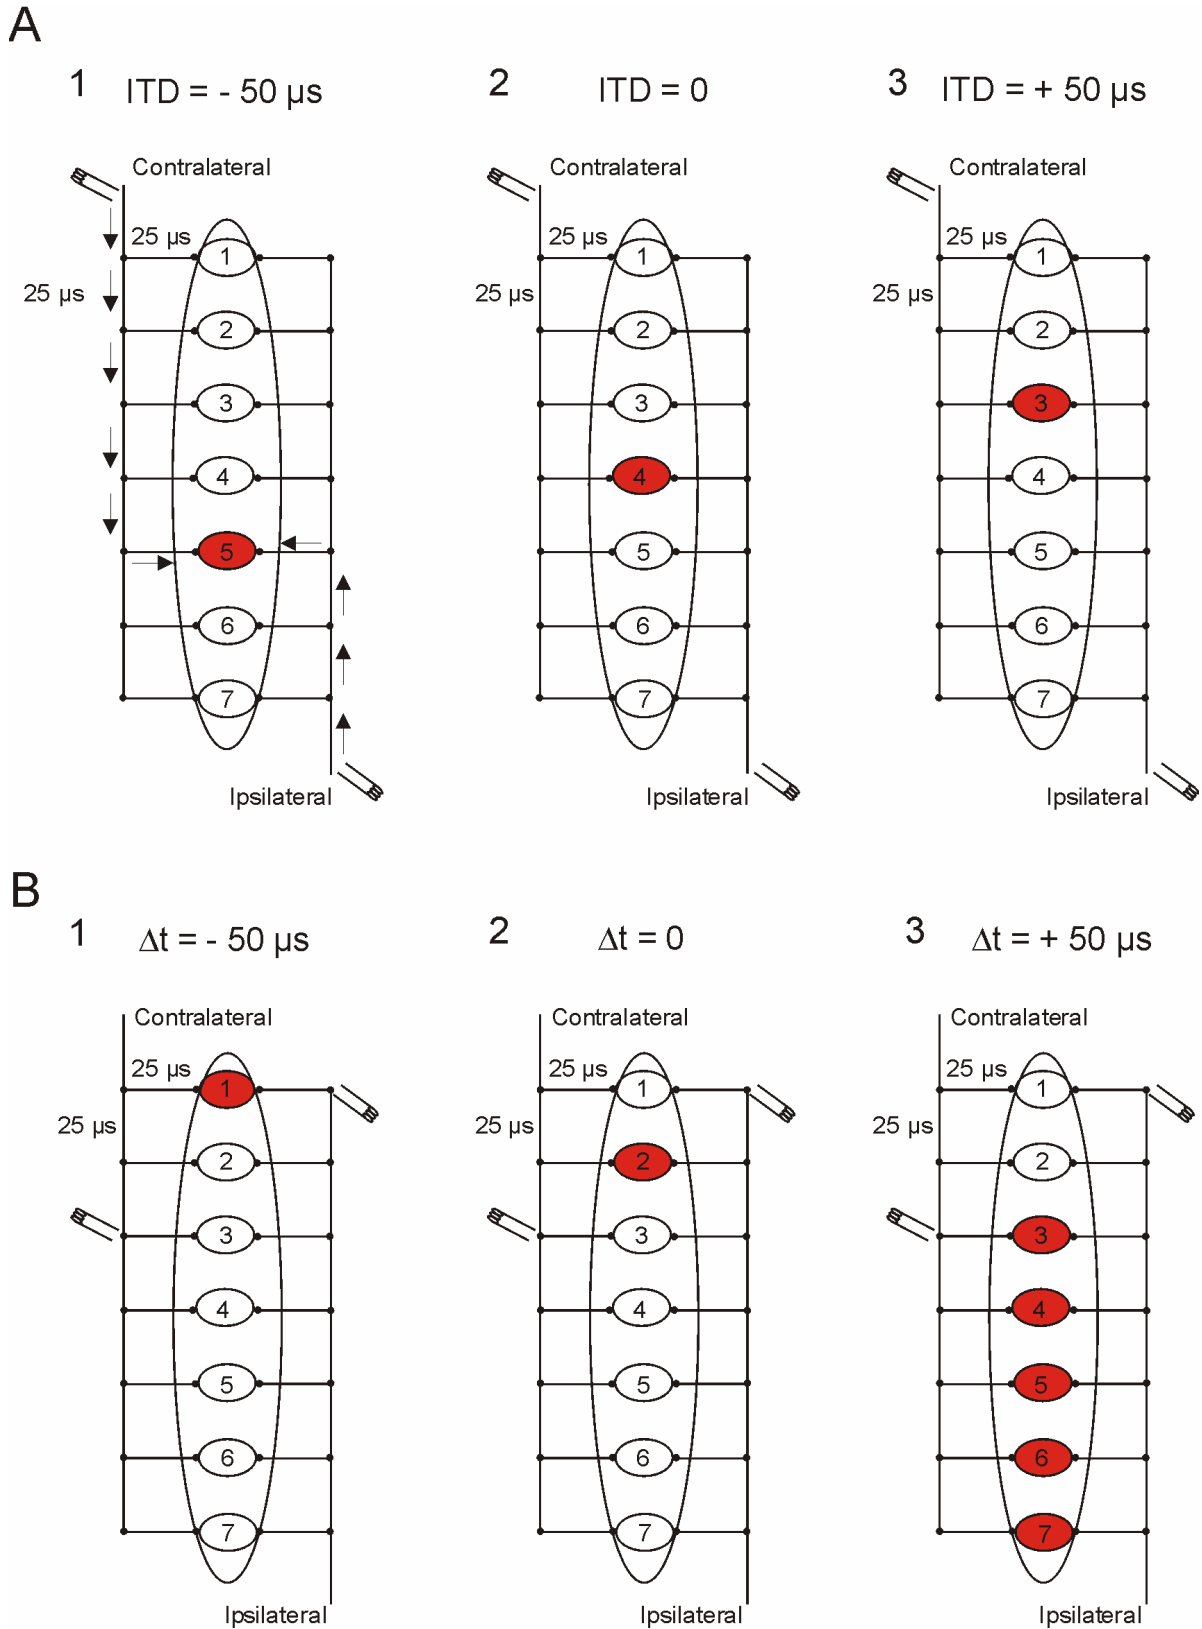 A
1 ITD = - 50 µs
2 ITD = 0
3 ITD = + 50 µs
Contralateral
Contralateral
Contralateral
25 µs
25 µs
25 µs
25 µs
25 µs
25 µs
1 1 1
2 2 2
3 3 3
4 4 4
5 5 5
6 6 6
7 7 7
Ipsilateral
Ipsilateral
Ipsilateral
B
1 Δt = - 50 µs
2 Δt = 0
3 Δt = + 50 µs
Contralateral
Contralateral
Contralateral
25 µs
25 µs
25 µs
25 µs
25 µs
25 µs
1 1 1
2 2 2
3 3 3
4 4 4
5 5 5
6 6 6
7 7 7
Ipsilateral
Ipsilateral
Ipsilateral